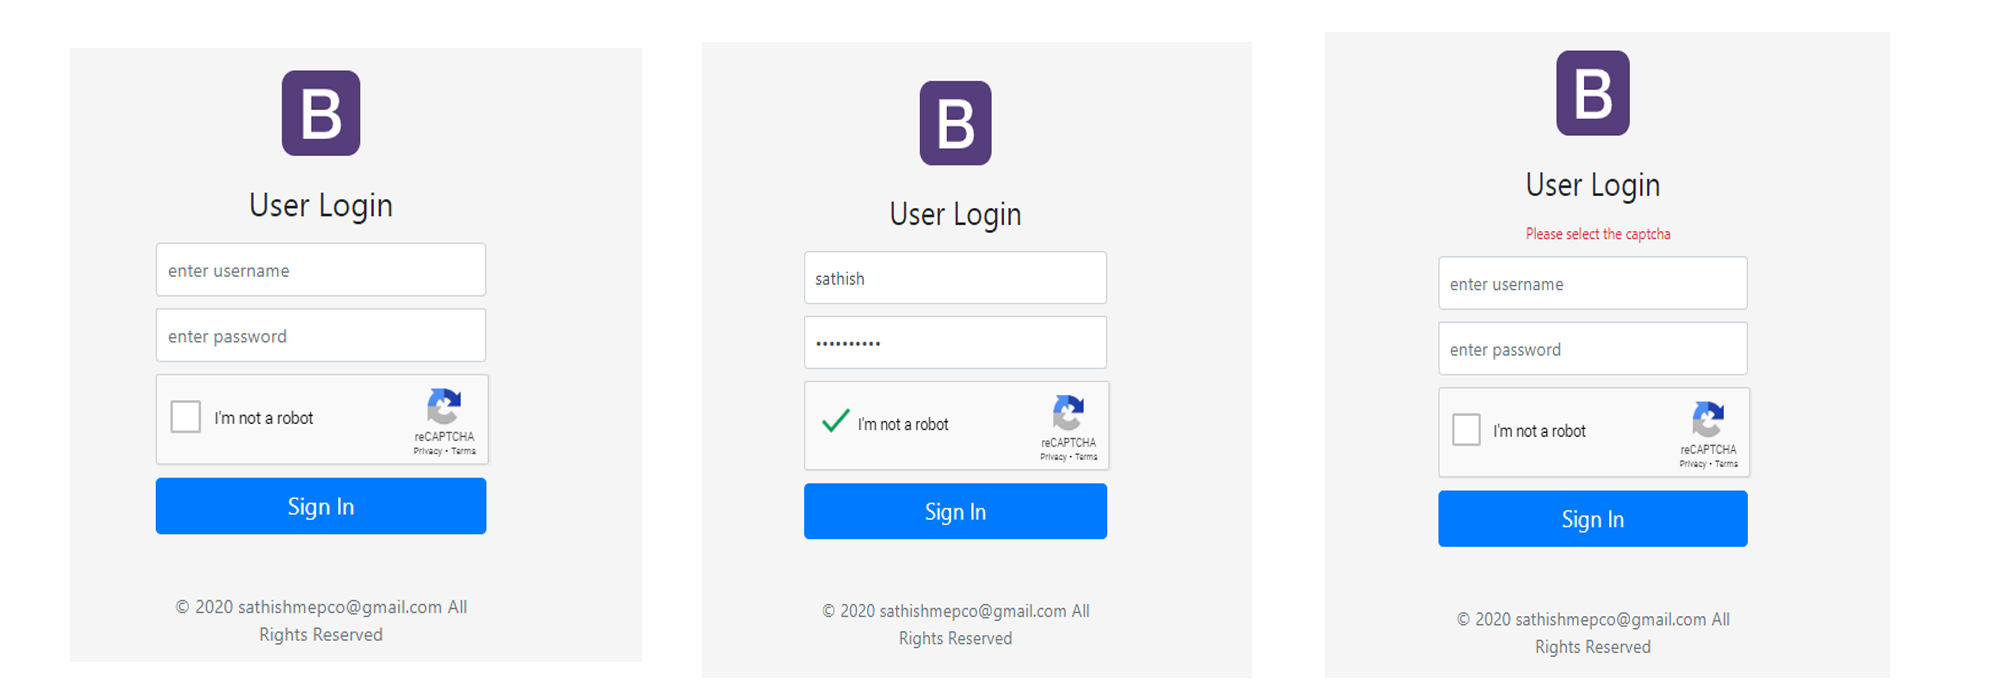 B
User Login
enter username
enter password
I'm not a robot
reCAPTCHA
Privacy - Terms
Sign In
© 2020 sathishmepco@gmail.com All
Rights Reserved
B
User Login
sathish
••••••••••
I'm not a robot
reCAPTCHA
Privacy - Terms
Sign In
© 2020 sathishmepco@gmail.com All
Rights Reserved
B
User Login
Please select the captcha
enter username
enter password
I'm not a robot
reCAPTCHA
Privacy - Terms
Sign In
© 2020 sathishmepco@gmail.com All
Rights Reserved